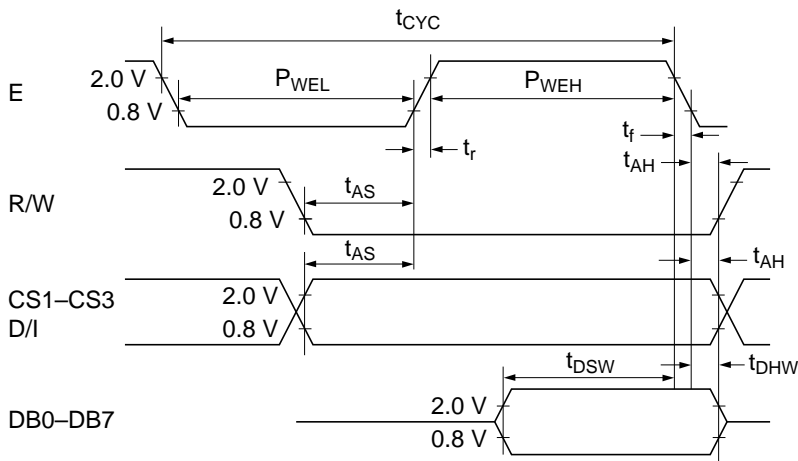 tCYC
E
2.0 V
0.8 V
PWEL
PWEH
tr
tf
tAH
R/W
2.0 V
0.8 V
tAS
tAS
tAH
CS1–CS3
D/I
2.0 V
0.8 V
tDSW
tDHW
DB0–DB7
2.0 V
0.8 V